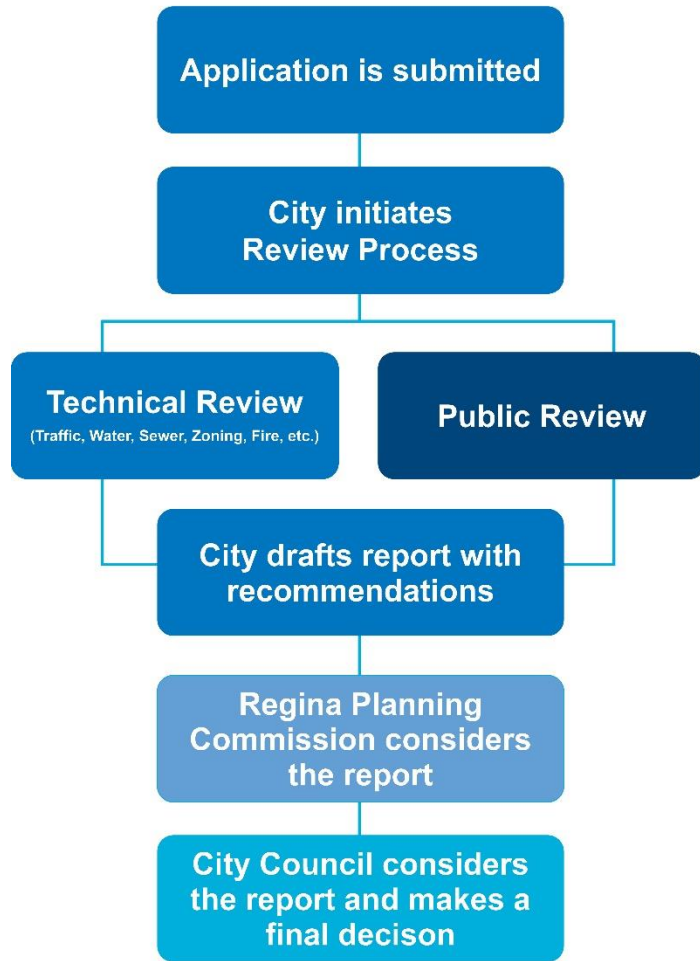 Application is submitted
City initiates
Review Process
Technical Review
(Traffic, Water, Sewer, Zoning, Fire, etc.)
Public Review
City drafts report with
recommendations
Regina Planning
Commission considers
the report
City Council considers
the report and makes a
final decison